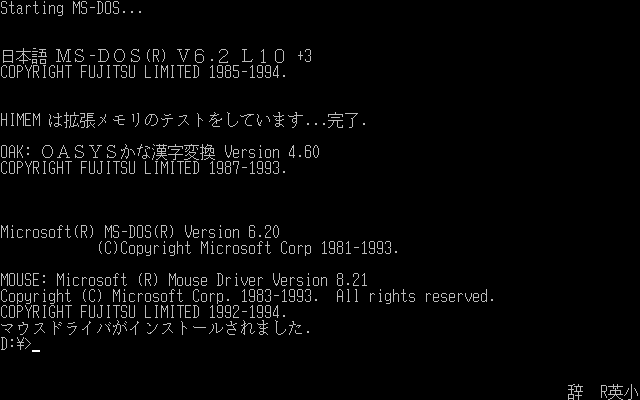 Starting MS-DOS...
日本語 ＭＳ-ＤＯＳ(R) Ｖ６.２ Ｌ１０ +3
COPYRIGHT FUJITSU LIMITED 1985-1994.
HIMEM は拡張メモリのテストをしています...完了.
OAK: ＯＡＳＹＳかな漢字変換 Version 4.60
COPYRIGHT FUJITSU LIMITED 1987-1993.
Microsoft(R) MS-DOS(R) Version 6.20
(C)Copyright Microsoft Corp 1981-1993.
MOUSE: Microsoft (R) Mouse Driver Version 8.21
Copyright (C) Microsoft Corp. 1983-1993.  All rights reserved.
COPYRIGHT FUJITSU LIMITED 1992-1994.
マウスドライバがインストールされました.
D:¥>_
辞 R英小